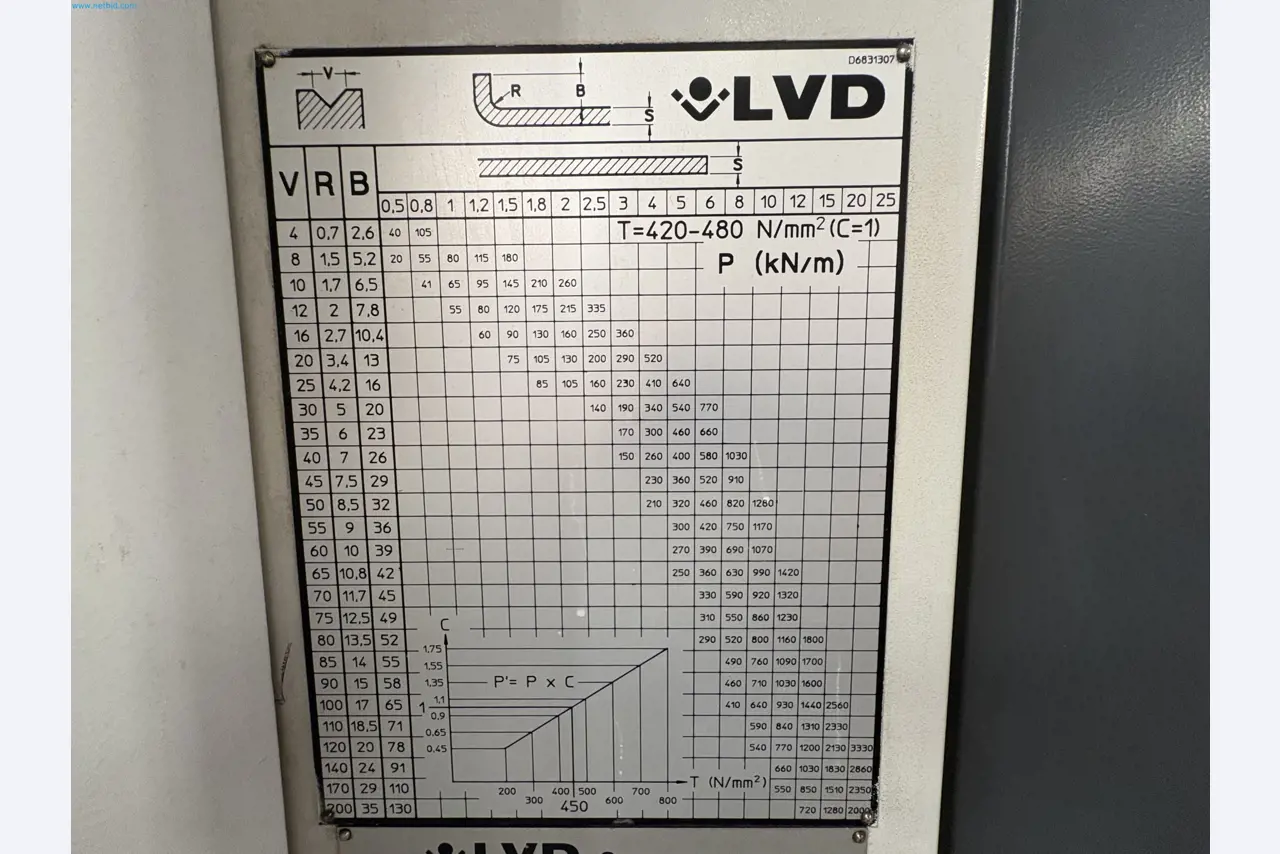 www.netbid.com
D6831307
V
R
B
S
LVD
S
V R B
0,5 0,8 1 1,2 1,5 1,8 2 2,5 3 4 5 6 8 10 12 15 20 25
4 0,7 2,6 40 105 T=420-480 N/mm² (C=1)
8 1,5 5,2 20 55 80 115 180 P (kN/m)
10 1,7 6,5 41 65 95 145 210 260
12 2 7,8 55 80 120 175 215 335
16 2,7 10,4 60 90 130 160 250 360
20 3,4 13 75 105 130 200 290 520
25 4,2 16 85 105 160 230 410 640
30 5 20 140 190 340 540 770
35 6 23 170 300 460 660
40 7 26 150 260 400 580 1030
45 7,5 29 230 360 520 910
50 8,5 32 210 320 460 820 1280
55 9 36 300 420 750 1170
60 10 39 270 390 690 1070
65 10,8 42 250 360 630 990 1420
70 11,7 45 330 590 920 1320
75 12,5 49 310 550 860 1230
80 13,5 52 290 520 800 1160 1800
85 14 55 490 760 1090 1700
90 15 58 460 710 1030 1600
100 17 65 410 640 930 1440 2560
110 18,5 71 590 840 1310 2330
120 20 78 540 770 1200 2130 3330
140 24 91 660 1030 1830 2860
170 29 110 550 850 1510 2350
200 35 130 720 1280 2000
C
1,75
1,55
1,35
1,1
1
0,9
0,65
0,45
P'= P x C
T (N/mm²)
200 300 400 450 500 600 700 800
LVD